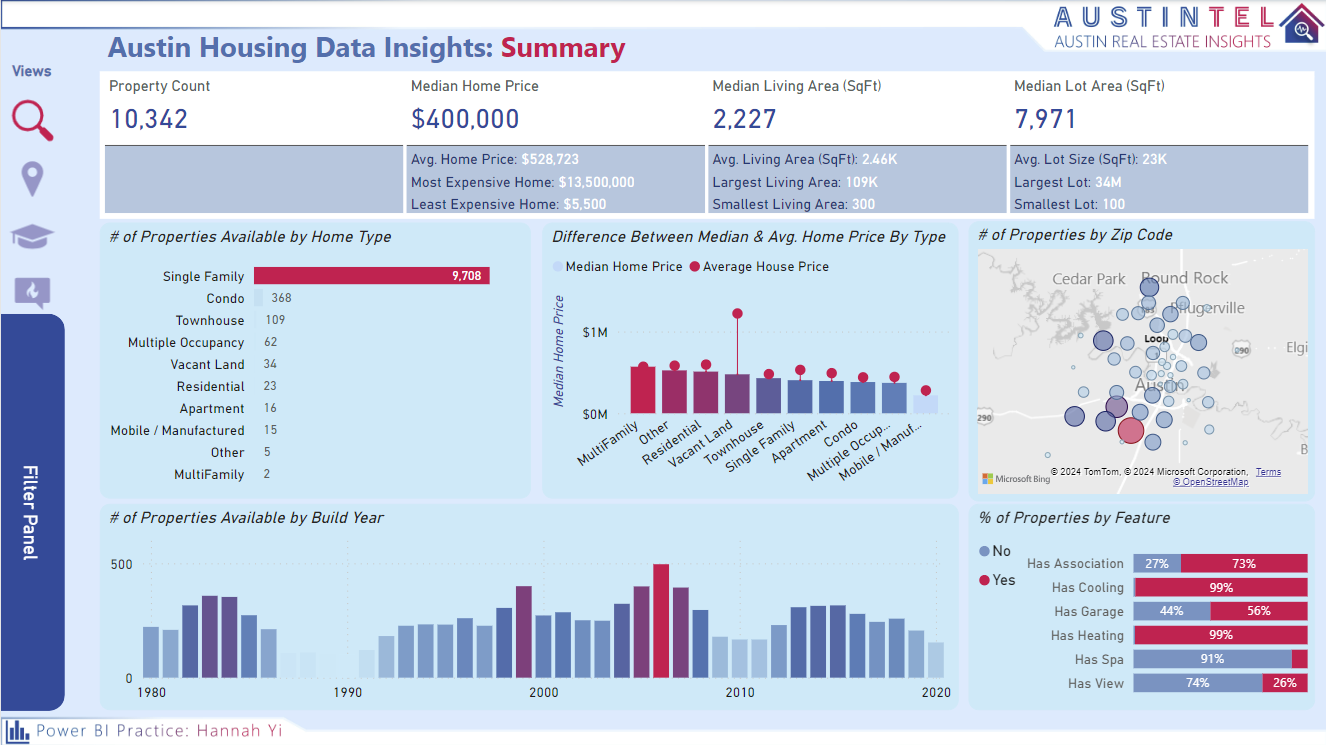 AUSTINTEL
AUSTIN REAL ESTATE INSIGHTS
Austin Housing Data Insights: Summary
Views
Property Count
10,342
Median Home Price
$400,000
Avg. Home Price: $528,723
Most Expensive Home: $13,500,000
Least Expensive Home: $5,500
Median Living Area (SqFt)
2,227
Avg. Living Area (SqFt): 2.46K
Largest Living Area: 109K
Smallest Living Area: 300
Median Lot Area (SqFt)
7,971
Avg. Lot Size (SqFt): 23K
Largest Lot: 34M
Smallest Lot: 100
# of Properties Available by Home Type
Single Family 9,708
Condo 368
Townhouse 109
Multiple Occupancy 62
Vacant Land 34
Residential 23
Apartment 16
Mobile / Manufactured 15
Other 5
MultiFamily 2
Difference Between Median & Avg. Home Price By Type
Median Home Price Average House Price
Median Home Price
$1M
$0M
MultiFamily
Other
Residential
Vacant Land
Townhouse
Single Family
Apartment
Condo
Multiple Occup...
Mobile / Manuf...
# of Properties by Zip Code
Cedar Park
Round Rock
Pflugerville
183
Loop
290
Elgi
Austin
290
B
Microsoft Bing
© 2024 TomTom, © 2024 Microsoft Corporation, Terms
© OpenStreetMap
# of Properties Available by Build Year
500
0
1980 1990 2000 2010 2020
% of Properties by Feature
No
Yes
Has Association 27% 73%
Has Cooling 99%
Has Garage 44% 56%
Has Heating 99%
Has Spa 91%
Has View 74% 26%
Filter Panel
Power BI Practice: Hannah Yi